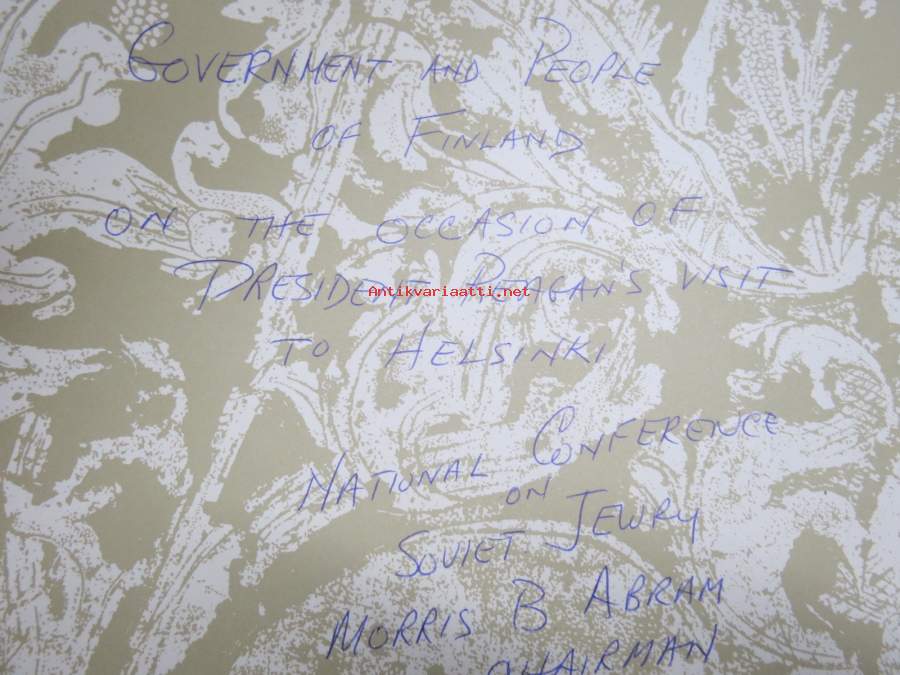 GOVERNMENT AND PEOPLE
OF FINLAND
ON THE OCCASION OF
PRESIDENT REAGAN'S VISIT
Antikvariaatti.net
TO HELSINKI
NATIONAL CONFERENCE
ON
SOVIET JEWRY
MORRIS B ABRAM
CHAIRMAN